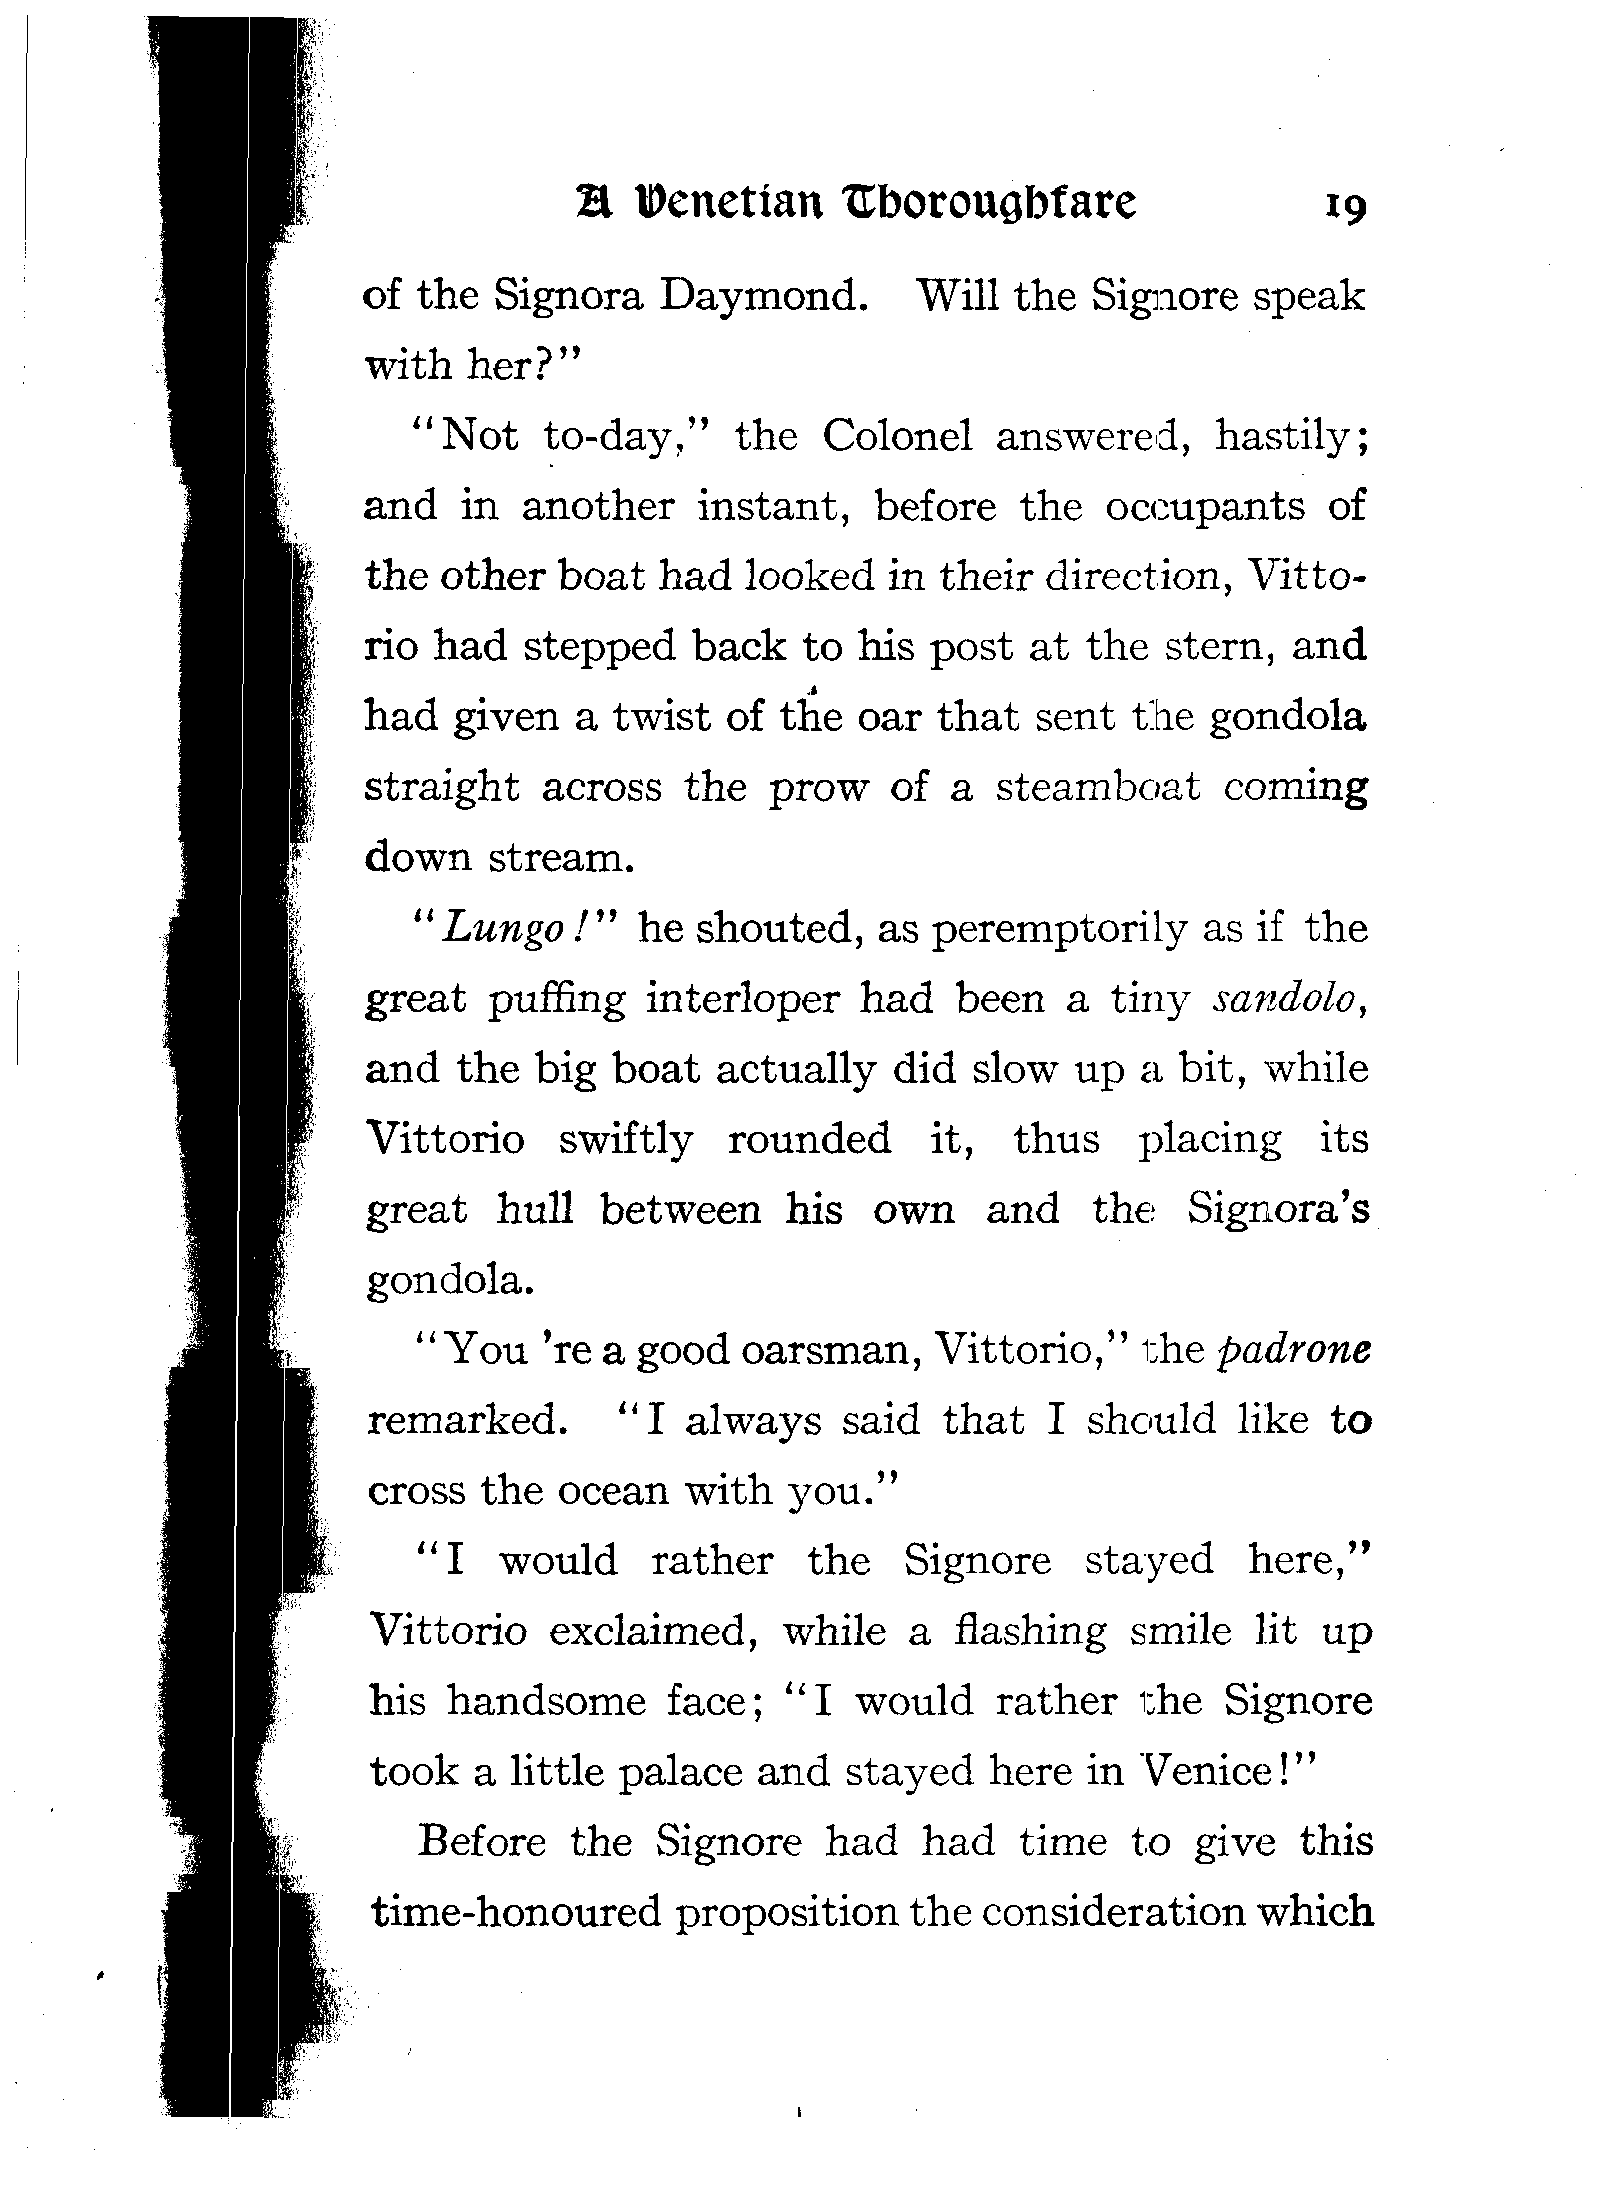 A Venetian Thoroughfare 19
of the Signora Daymond. Will the Signore speak
with her?"
"Not to-day," the Colonel answered, hastily;
and in another instant, before the occupants of
the other boat had looked in their direction, Vitto-
rio had stepped back to his post at the stern, and
had given a twist of the oar that sent the gondola
straight across the prow of a steamboat coming
down stream.
"Lungo!" he shouted, as peremptorily as if the
great puffing interloper had been a tiny sandolo,
and the big boat actually did slow up a bit, while
Vittorio swiftly rounded it, thus placing its
great hull between his own and the Signora's
gondola.
"You 're a good oarsman, Vittorio," the padrone
remarked. "I always said that I should like to
cross the ocean with you."
"I would rather the Signore stayed here,"
Vittorio exclaimed, while a flashing smile lit up
his handsome face; "I would rather the Signore
took a little palace and stayed here in Venice!"
Before the Signore had had time to give this
time-honoured proposition the consideration which